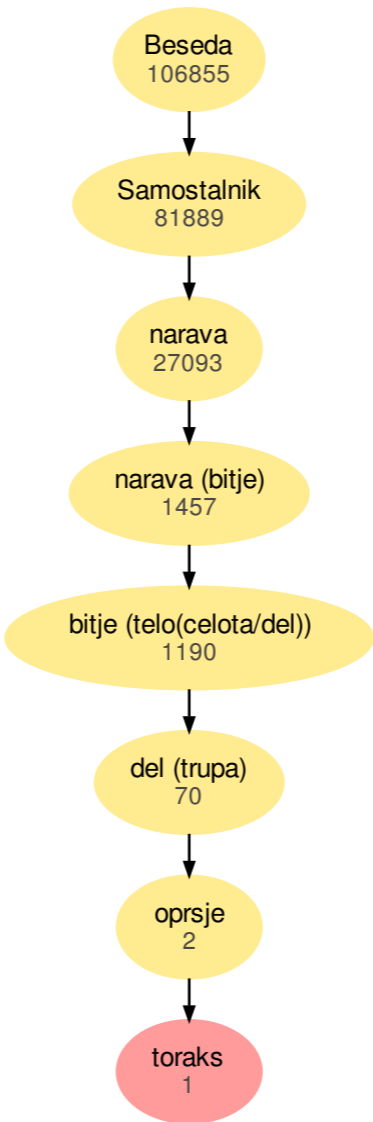 Beseda
106855
Samostalnik
81889
narava
27093
narava (bitje)
1457
bitje (telo(celota/del))
1190
del (trupa)
70
oprsje
2
toraks
1